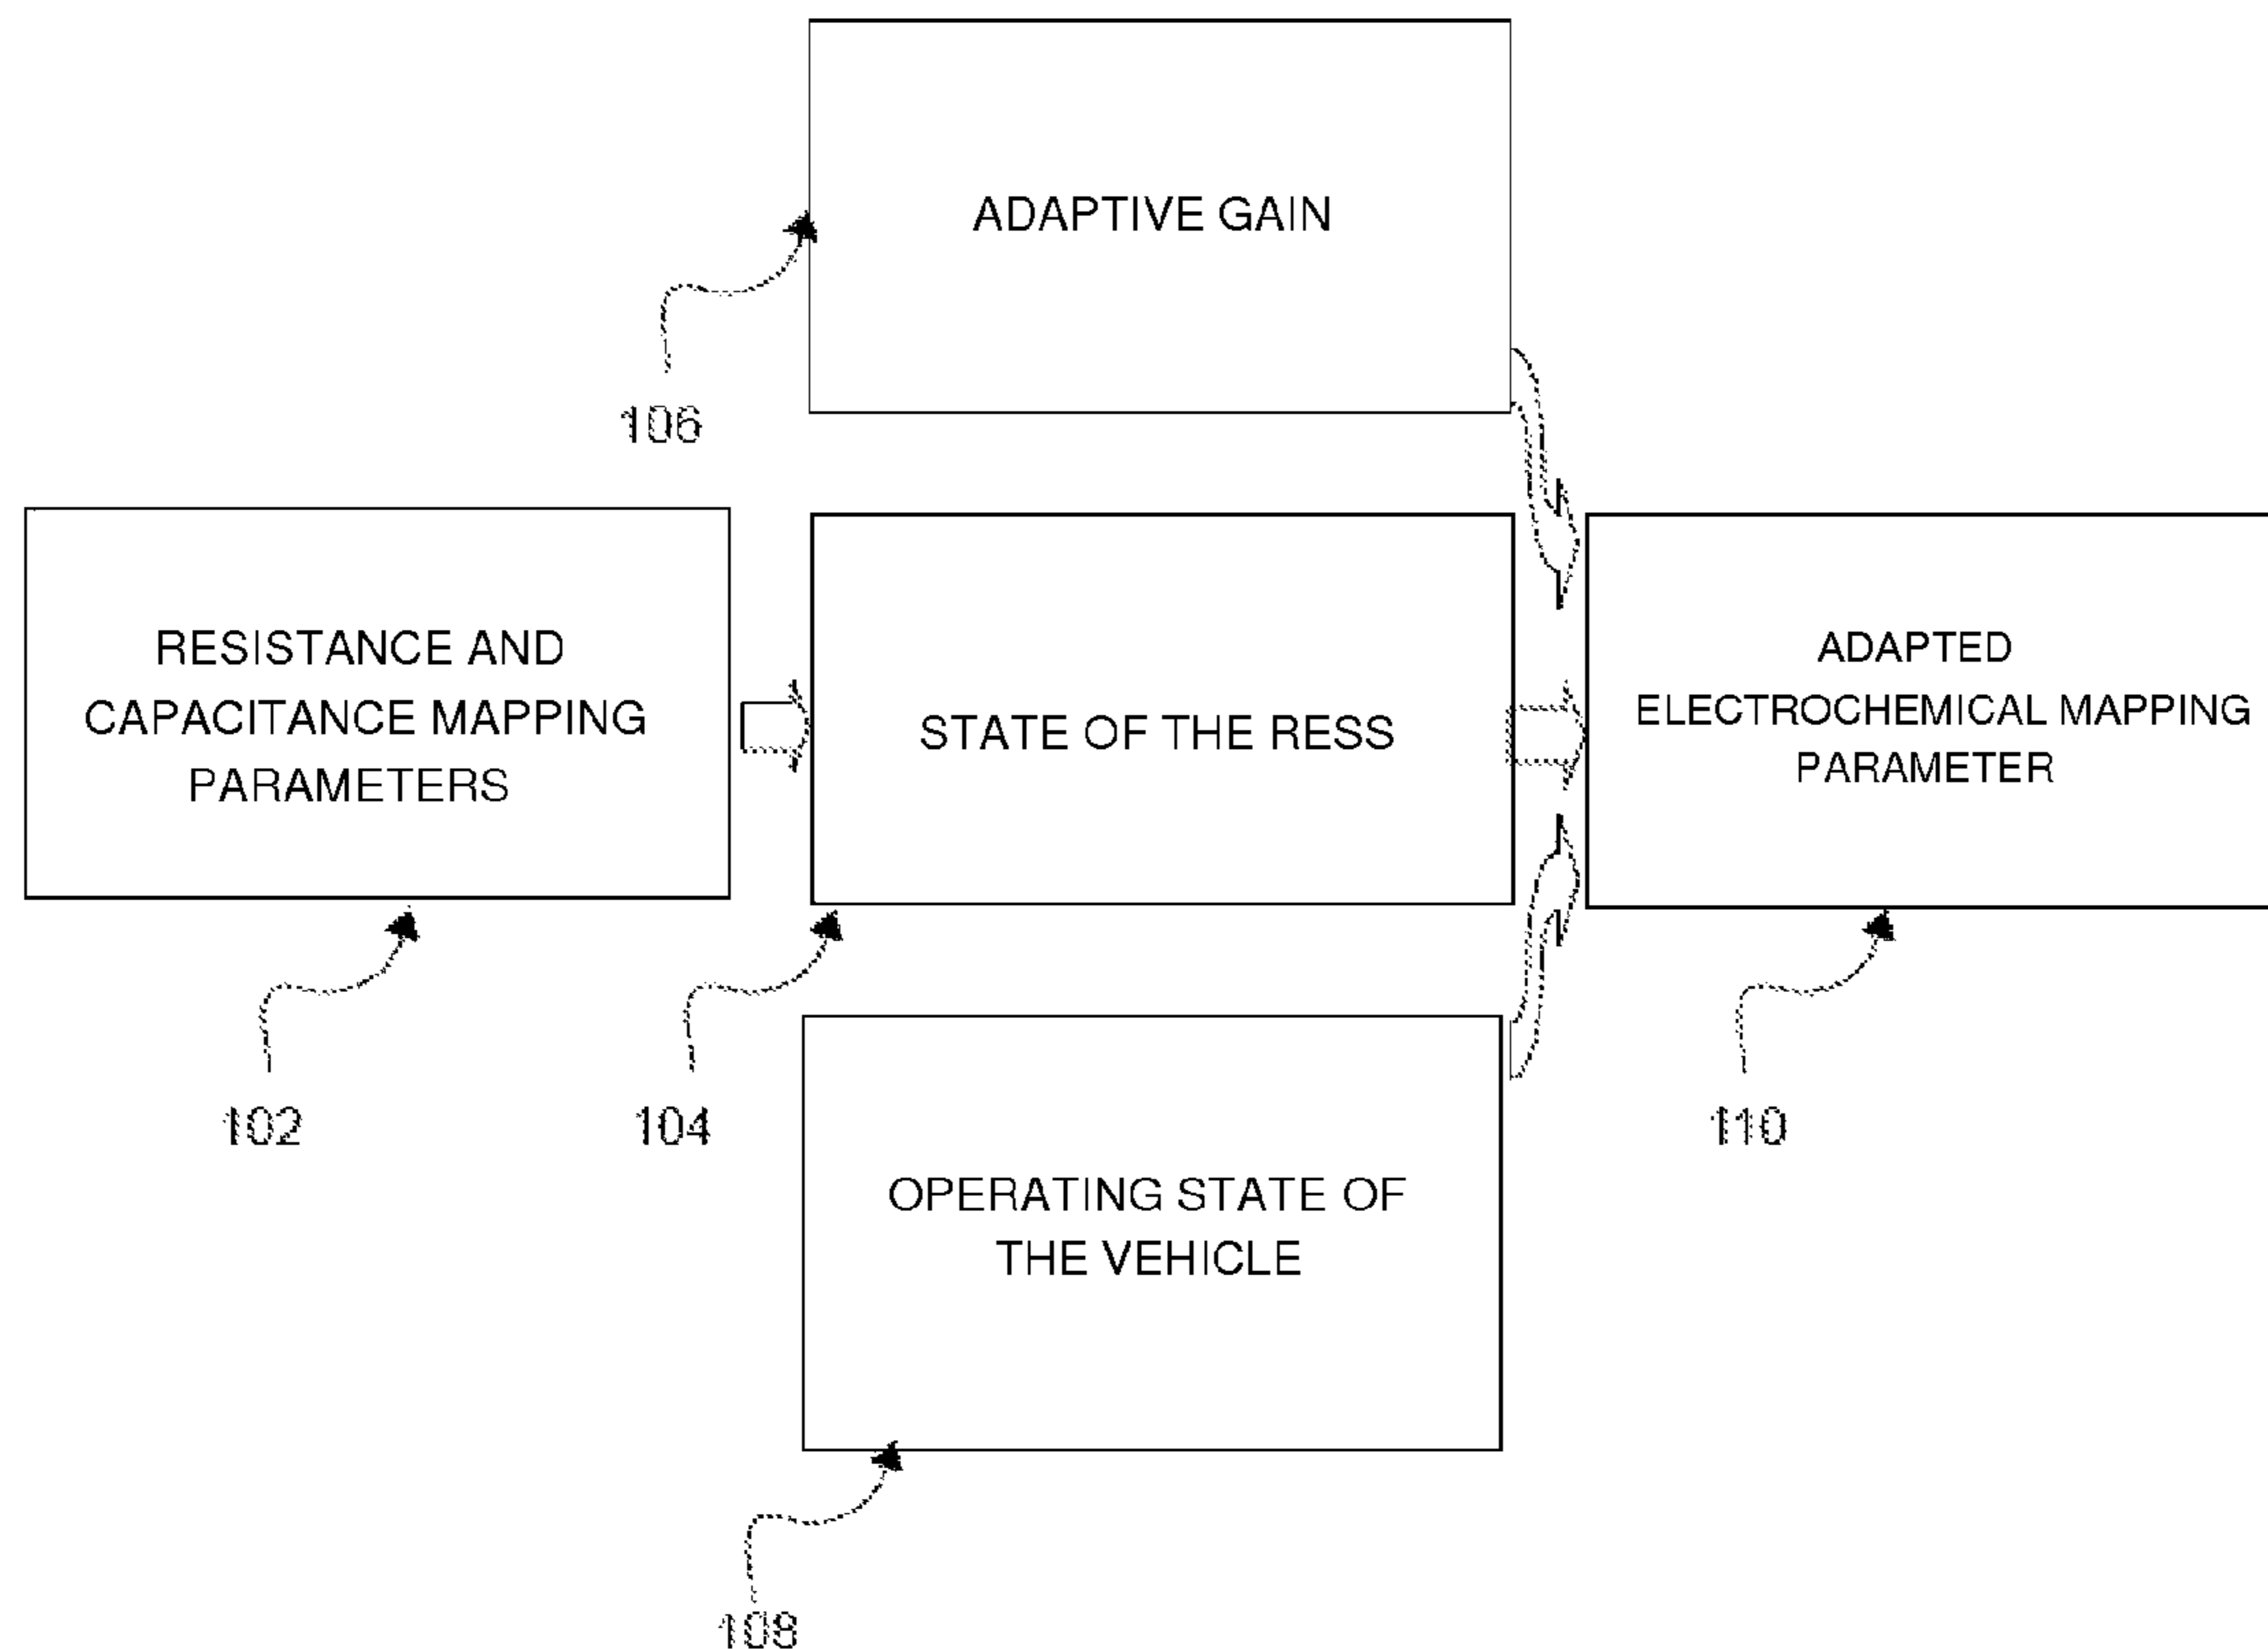 ADAPTIVE GAIN
106
RESISTANCE AND
CAPACITANCE MAPPING
PARAMETERS
102
STATE OF THE RESS
104
ADAPTED
ELECTROCHEMICAL MAPPING
PARAMETER
110
OPERATING STATE OF
THE VEHICLE
108